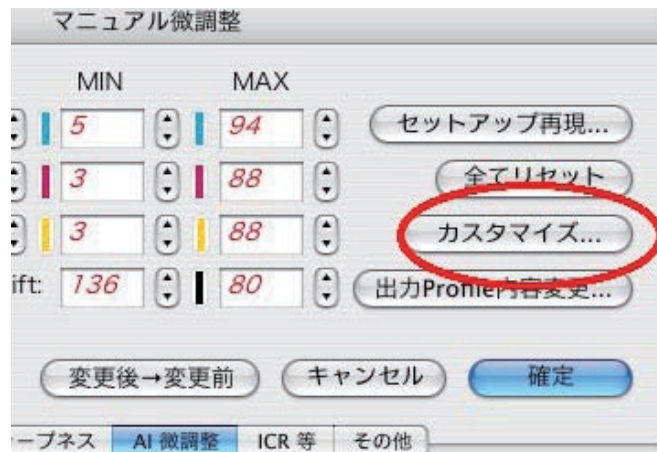 マニュアル微調整
MIN MAX
5 94 セットアップ再現...
3 88 全てリセット
3 88 カスタマイズ...
ift: 136 80 出力Profile内容変更...
変更後→変更前 キャンセル 確定
ープネス AI 微調整 ICR 等 その他